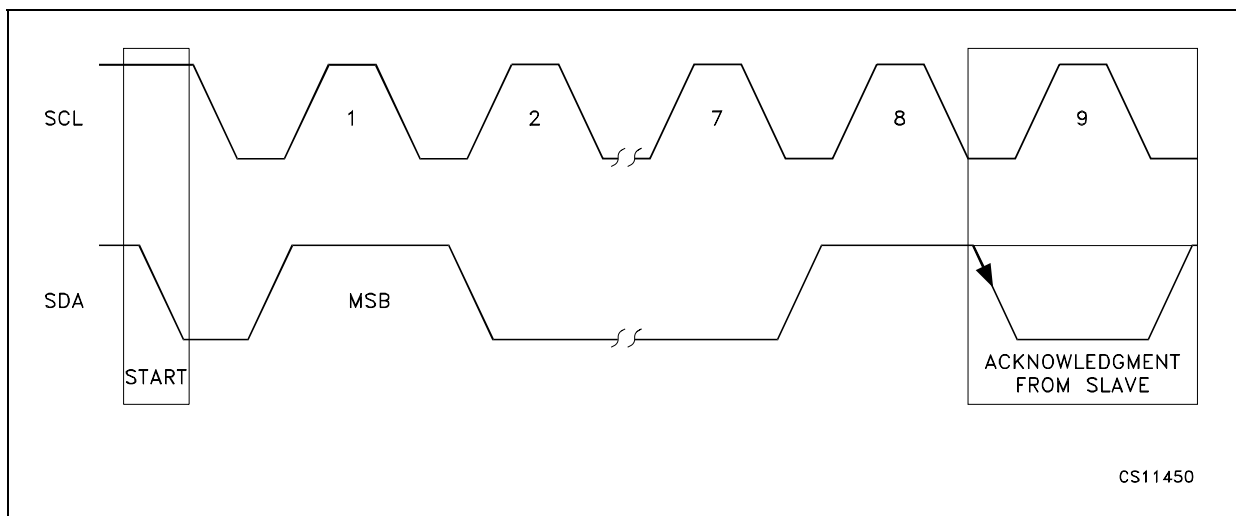 SCL
1
2
7
8
9
SDA
MSB
START
ACKNOWLEDGMENT
FROM SLAVE
CS11450